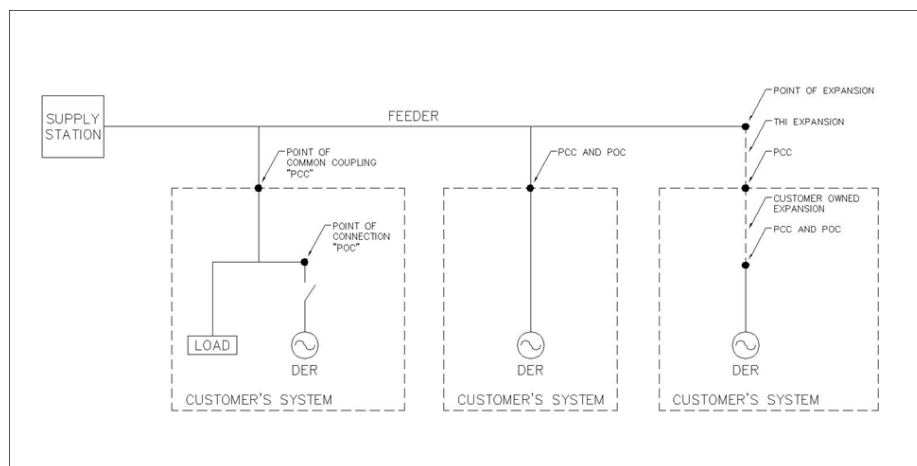 SUPPLY
STATION
FEEDER
POINT OF EXPANSION
THI EXPANSION
POINT OF
COMMON COUPLING
"PCC"
PCC AND POC
PCC
CUSTOMER OWNED
EXPANSION
POINT OF
CONNECTION
"POC"
PCC AND POC
LOAD
DER
DER
DER
CUSTOMER'S SYSTEM
CUSTOMER'S SYSTEM
CUSTOMER'S SYSTEM